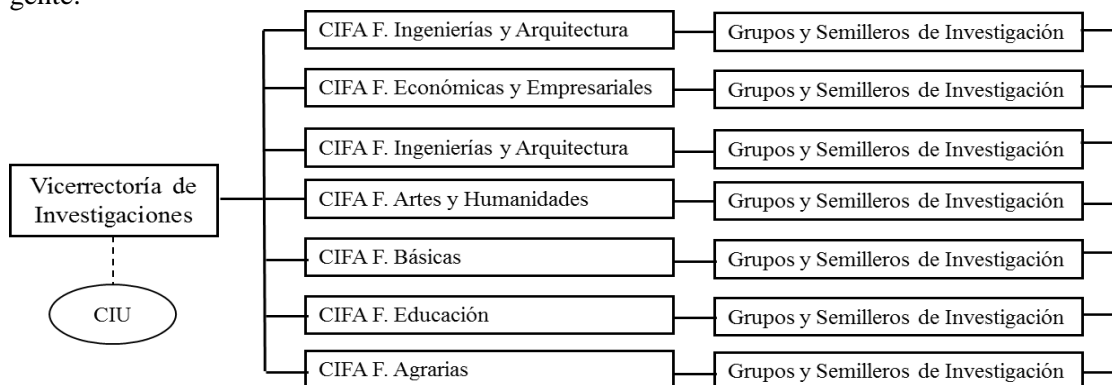 gente.
CIFA F. Ingenierías y Arquitectura
Grupos y Semilleros de Investigación
CIFA F. Económicas y Empresariales
Grupos y Semilleros de Investigación
CIFA F. Ingenierías y Arquitectura
Grupos y Semilleros de Investigación
Vicerrectoría de
Investigaciones
CIFA F. Artes y Humanidades
Grupos y Semilleros de Investigación
CIFA F. Básicas
Grupos y Semilleros de Investigación
CIU
CIFA F. Educación
Grupos y Semilleros de Investigación
CIFA F. Agrarias
Grupos y Semilleros de Investigación